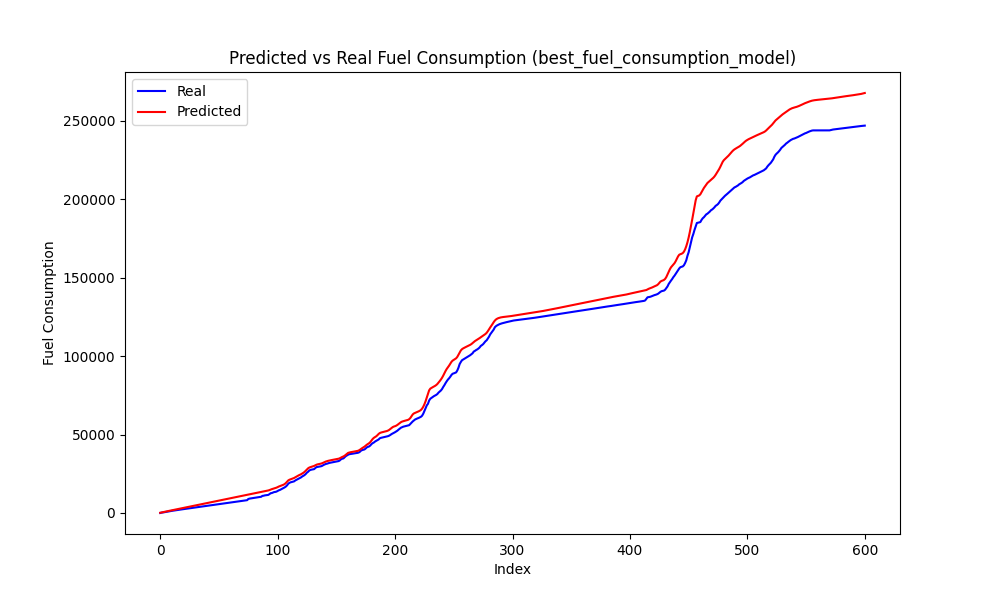 Predicted vs Real Fuel Consumption (best_fuel_consumption_model)
Real
Predicted
Fuel Consumption
250000
200000
150000
100000
50000
0
0 100 200 300 400 500 600
Index